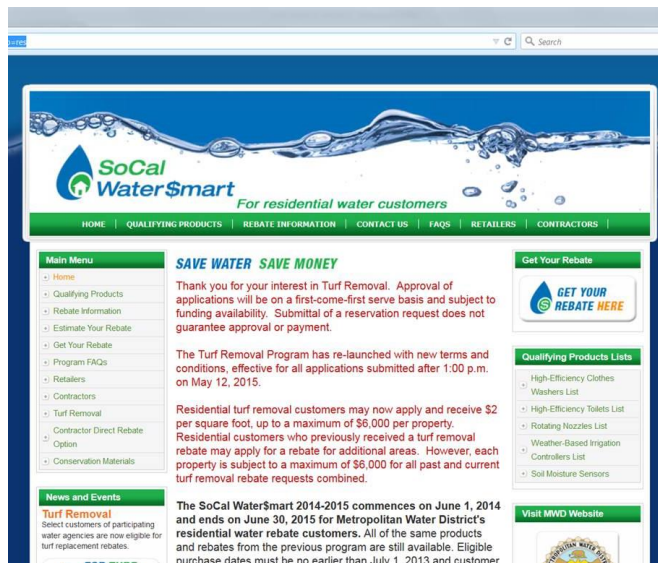 =res
Search
SoCal
Water$mart
For residential water customers
HOME | QUALIFYING PRODUCTS | REBATE INFORMATION | CONTACT US | FAQS | RETAILERS | CONTRACTORS |
Main Menu
Home
Qualifying Products
Rebate Information
Estimate Your Rebate
Get Your Rebate
Program FAQs
Retailers
Contractors
Turf Removal
Contractor Direct Rebate
Option
Conservation Materials
News and Events
Turf Removal
Select customers of participating
water agencies are now eligible for
turf replacement rebates.
SAVE WATER SAVE MONEY
Thank you for your interest in Turf Removal. Approval of
applications will be on a first-come-first serve basis and subject to
funding availability. Submittal of a reservation request does not
guarantee approval or payment.
The Turf Removal Program has re-launched with new terms and
conditions, effective for all applications submitted after 1:00 p.m.
on May 12, 2015.
Residential turf removal customers may now apply and receive $2
per square foot, up to a maximum of $6,000 per property.
Residential customers who previously received a turf removal
rebate may apply for a rebate for additional areas. However, each
property is subject to a maximum of $6,000 for all past and current
turf removal rebate requests combined.
The SoCal Water$mart 2014-2015 commences on June 1, 2014
and ends on June 30, 2015 for Metropolitan Water District's
residential water rebate customers. All of the same products
and rebates from the previous program are still available. Eligible
purchase dates must be no earlier than July 1, 2013 and customer
Get Your Rebate
GET YOUR
REBATE HERE
Qualifying Products Lists
High-Efficiency Clothes
Washers List
High-Efficiency Toilets List
Rotating Nozzles List
Weather-Based Irrigation
Controllers List
Soil Moisture Sensors
Visit MWD Website